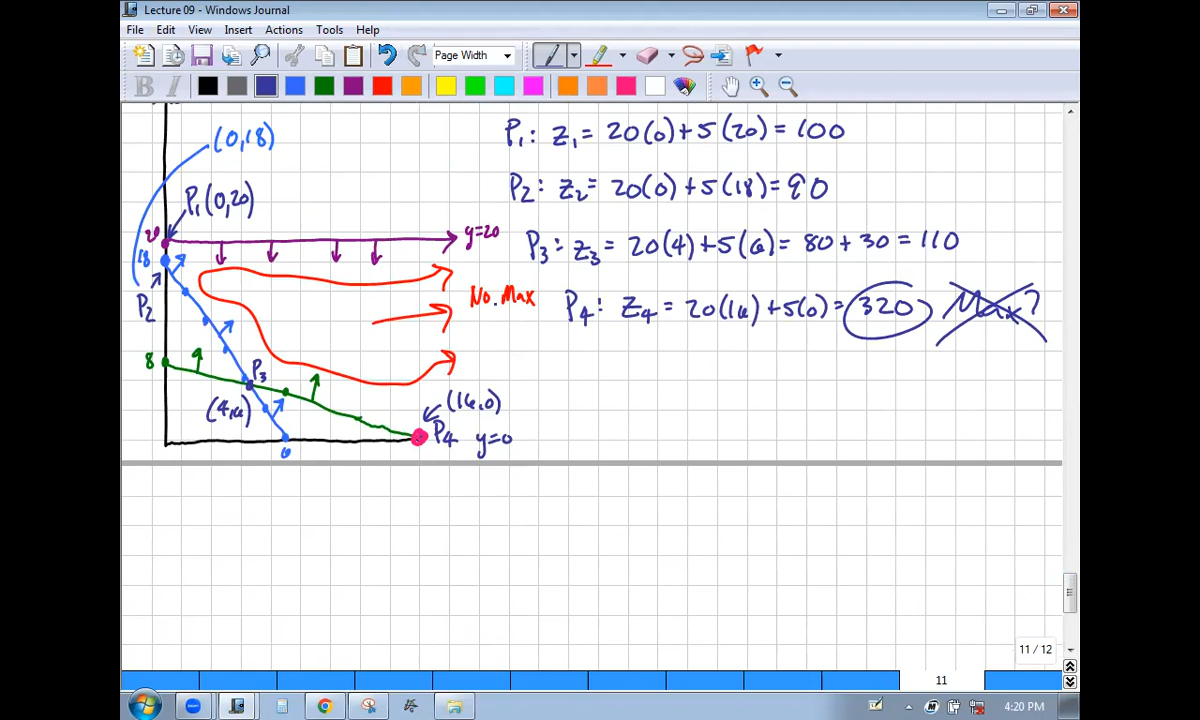 Lecture 09 - Windows Journal
File Edit View Insert Actions Tools Help
Page Width
B I
(0,18)
P1(0,20)
20
18
y=20
P2
No Max
8
P3
(4,6)
(16,0)
P4
y=0
6
P1: Z1 = 20(0)+5(20)=100
P2: Z2= 20(0)+5(18)=90
P3: Z3= 20(4)+5(6)= 80+30=110
P4: Z4= 20(16)+5(0)=320 Max?
11 / 12
11
4:20 PM